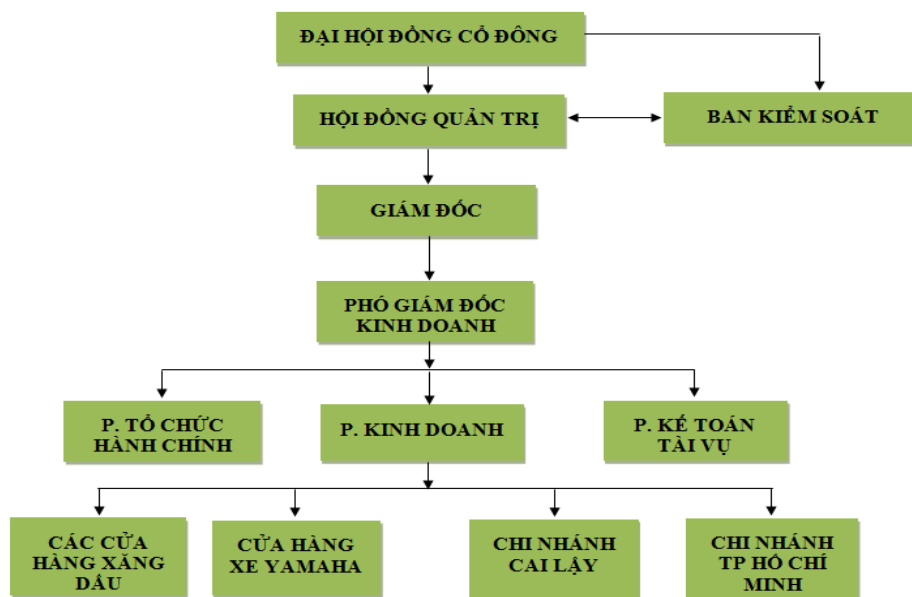 ĐẠI HỘI ĐỒNG CỔ ĐÔNG
HỘI ĐỒNG QUẢN TRỊ
BAN KIỂM SOÁT
GIÁM ĐỐC
PHÓ GIÁM ĐỐC
KINH DOANH
P. TỔ CHỨC
HÀNH CHÍNH
P. KINH DOANH
P. KẾ TOÁN
TÀI VỤ
CÁC CỬA
HÀNG XĂNG
DẦU
CỬA HÀNG
XE YAMAHA
CHI NHÁNH
CAI LẬY
CHI NHÁNH
TP HỒ CHÍ
MINH